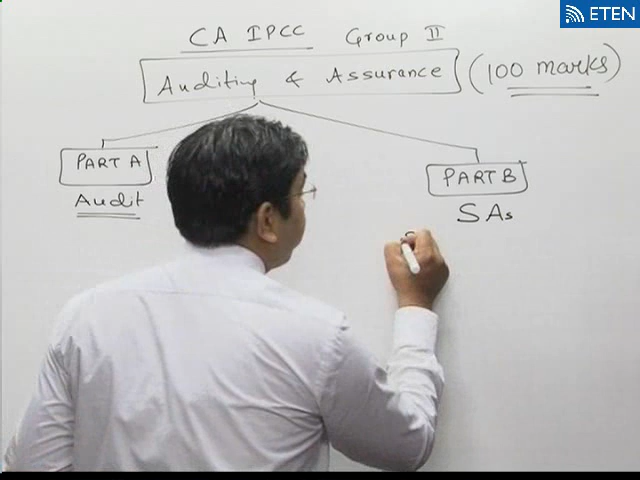 ETEN
CA IPCC Group II
Auditing & Assurance (100 marks)
PART A
PART B
Audit
SAs